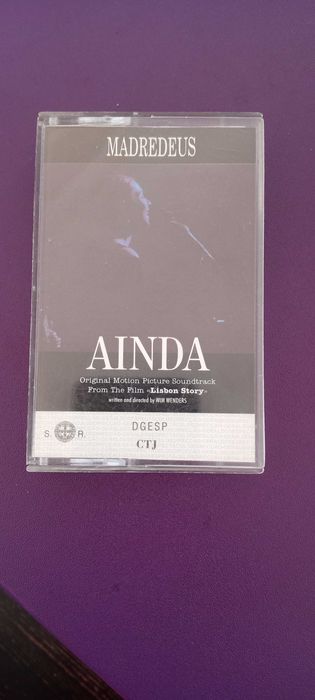 MADREDEUS
AINDA
Original Motion Picture Soundtrack
From The Film «Lisbon Story»
written and directed by WIM WENDERS
DGESP
S. R.
CTJ